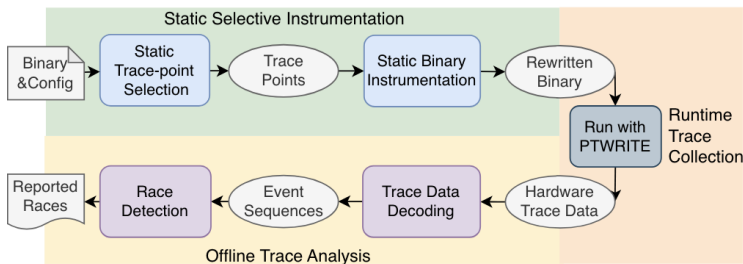 Static Selective Instrumentation
Binary
&Config
Static
Trace-point
Selection
Trace
Points
Static Binary
Instrumentation
Rewritten
Binary
Run with
PTWRITE
Runtime
Trace
Collection
Reported
Races
Race
Detection
Event
Sequences
Trace Data
Decoding
Hardware
Trace Data
Offline Trace Analysis